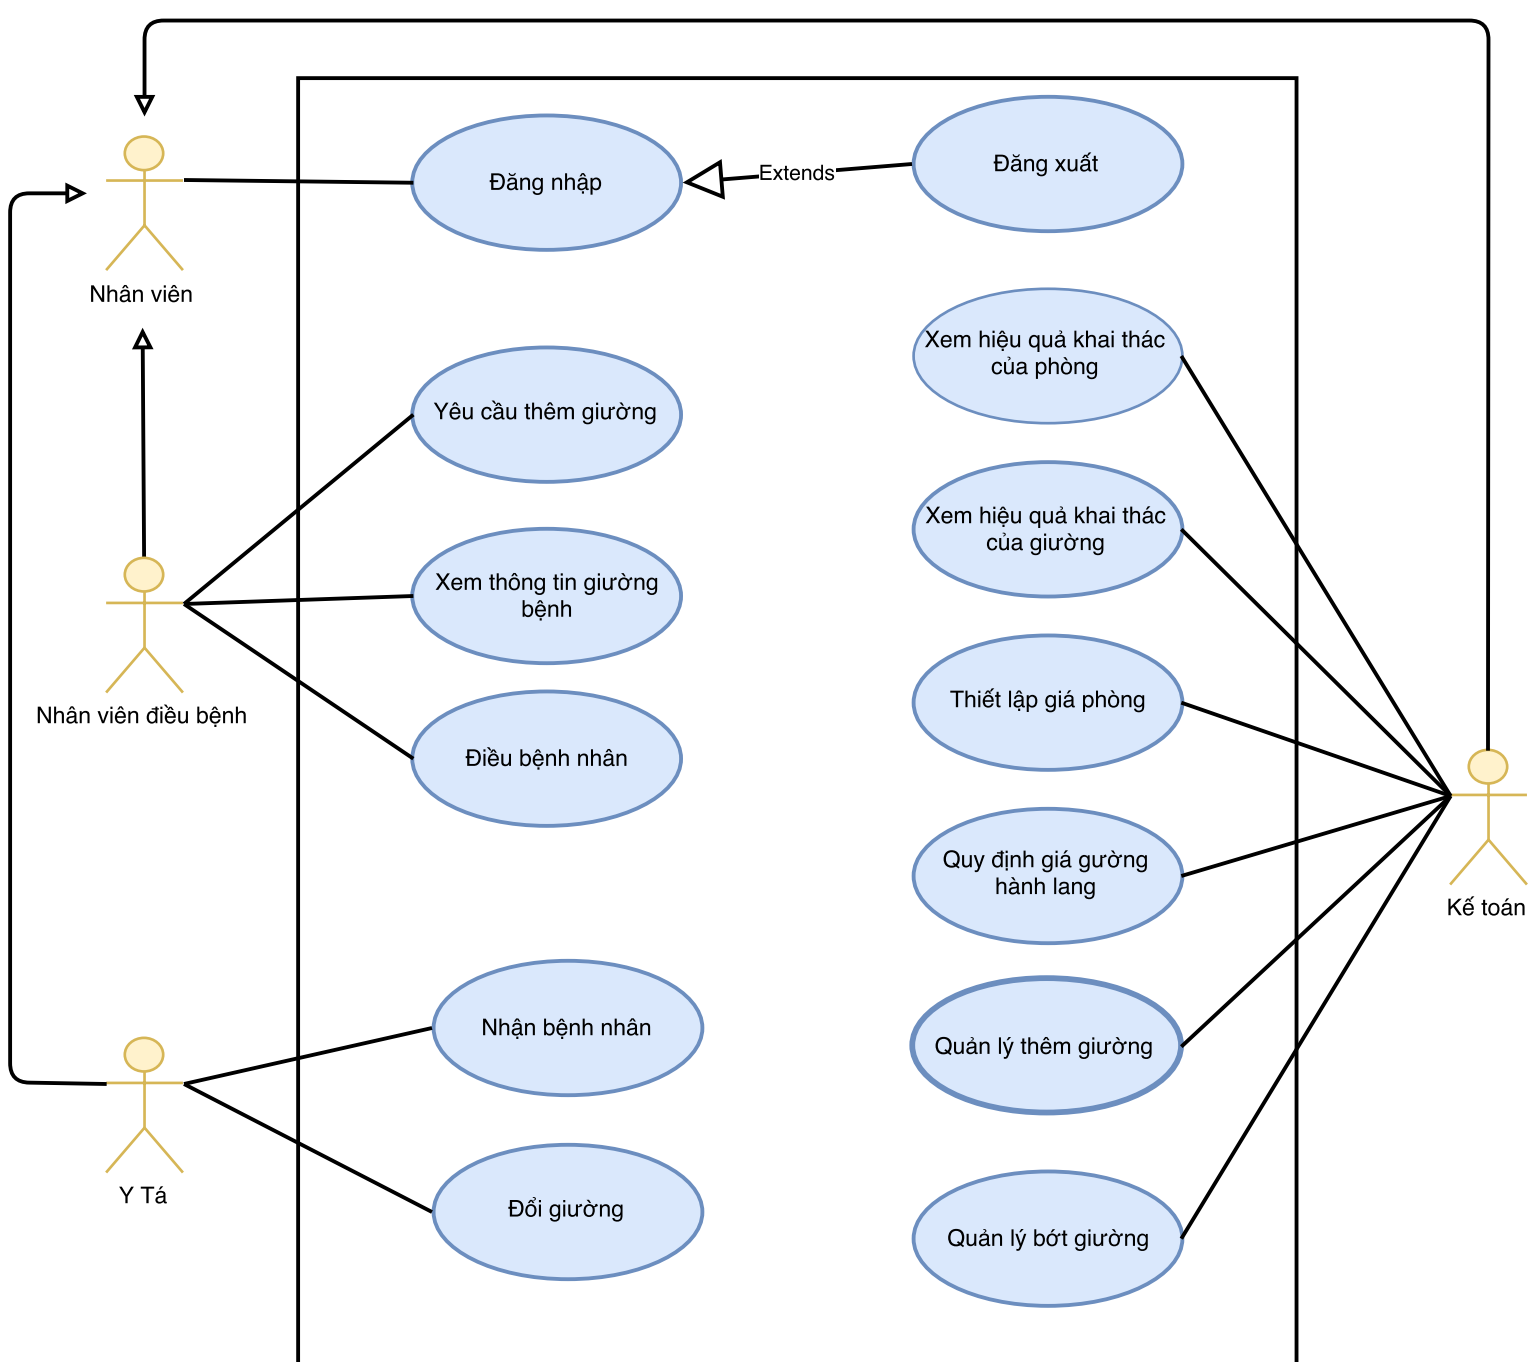 Đăng nhập
Extends
Đăng xuất
Nhân viên
Xem hiệu quả khai thác
của phòng
Yêu cầu thêm giường
Xem hiệu quả khai thác
của giường
Xem thông tin giường
bệnh
Nhân viên điều bệnh
Thiết lập giá phòng
Điều bệnh nhân
Quy định giá gường
hành lang
Kế toán
Nhận bệnh nhân
Quản lý thêm giường
Y Tá
Đổi giường
Quản lý bớt giường